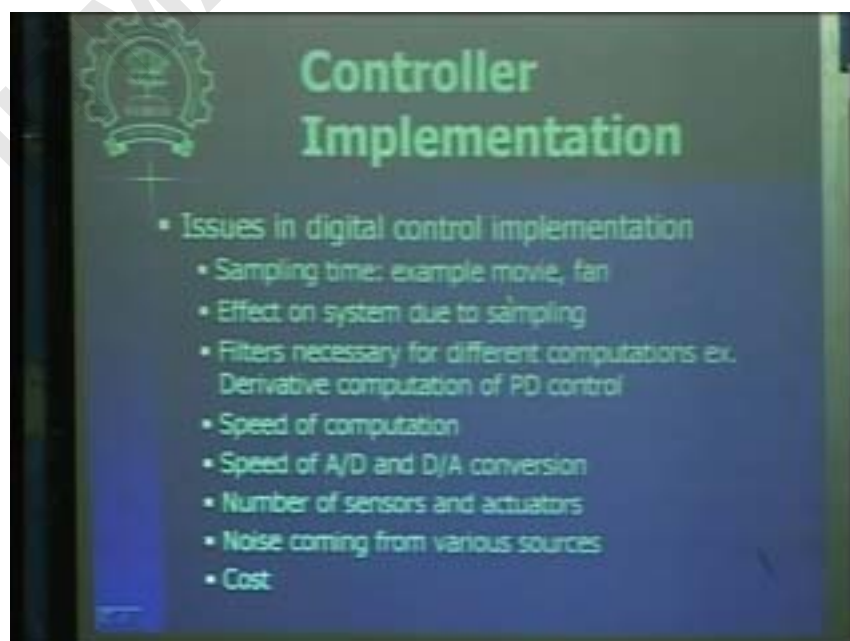 Controller
Implementation
▪ Issues in digital control implementation
▪ Sampling time: example movie, fan
▪ Effect on system due to sampling
▪ Filters necessary for different computations ex.
Derivative computation of PD control
▪ Speed of computation
▪ Speed of A/D and D/A conversion
▪ Number of sensors and actuators
▪ Noise coming from various sources
▪ Cost